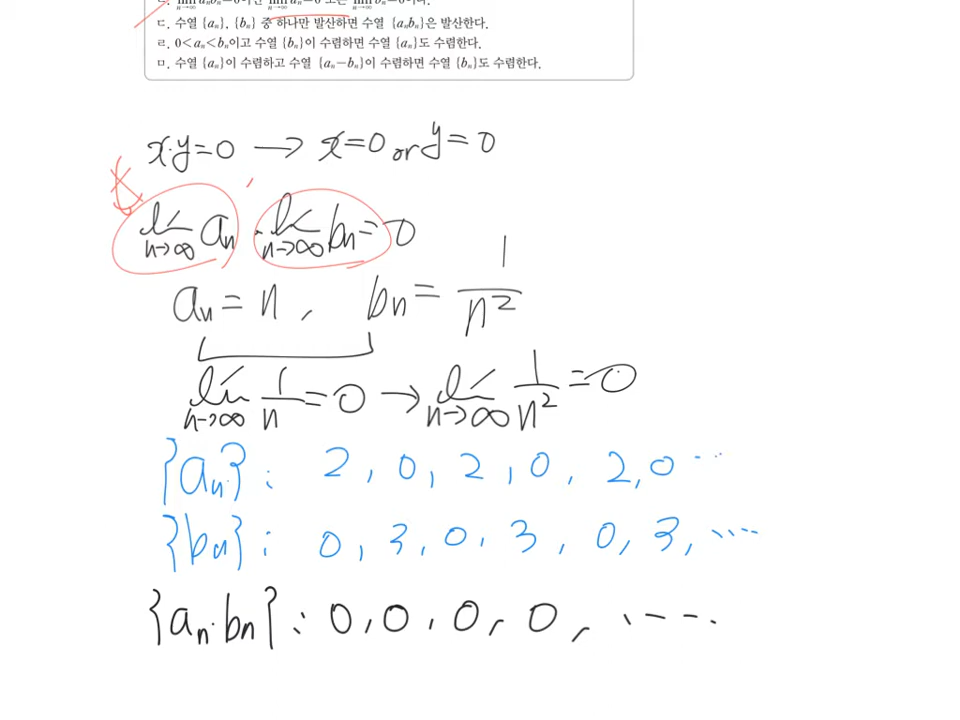 ㄷ. 수열 {aₙ}, {bₙ} 중 하나만 발산하면 수열 {aₙbₙ}은 발산한다.
ㄹ. 0<aₙ<bₙ이고 수열 {bₙ}이 수렴하면 수열 {aₙ}도 수렴한다.
ㅁ. 수열 {aₙ}이 수렴하고 수열 {aₙ−bₙ}이 수렴하면 수열 {bₙ}도 수렴한다.
x·y=0 → x=0 or y=0
lim n→∞ aₙ · lim n→∞ bₙ = 0
aₙ = n , bₙ = 1/n²
lim n→∞ 1/n = 0 → lim n→∞ 1/n² = 0
{aₙ} : 2, 0, 2, 0, 2, 0 ...
{bₙ} : 0, 3, 0, 3, 0, 3, ....
{aₙ·bₙ} : 0, 0, 0, 0, ....